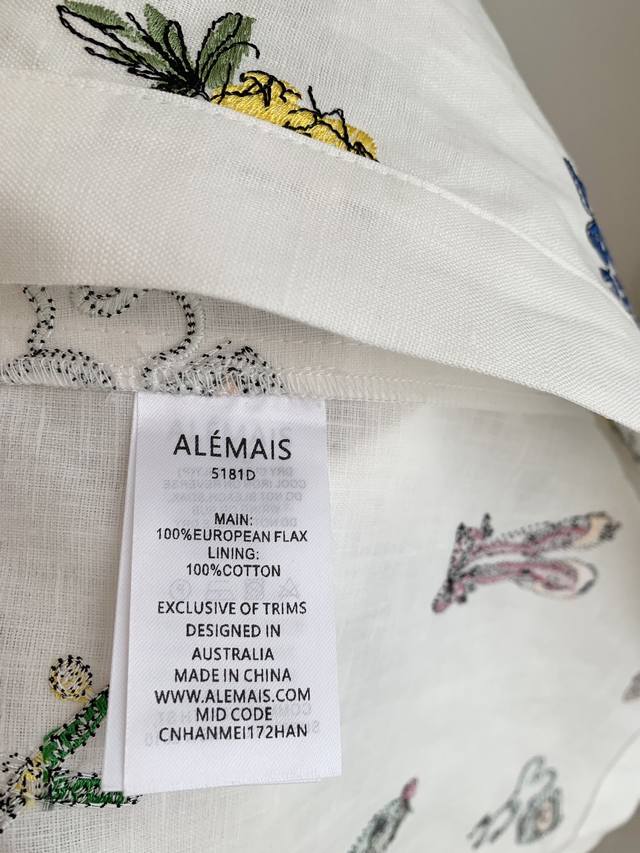 ALÉMAIS
5181D
MAIN:
100%EUROPEAN FLAX
LINING:
100%COTTON
EXCLUSIVE OF TRIMS
DESIGNED IN
AUSTRALIA
MADE IN CHINA
WWW.ALEMAIS.COM
MID CODE
CNHANMEI172HAN